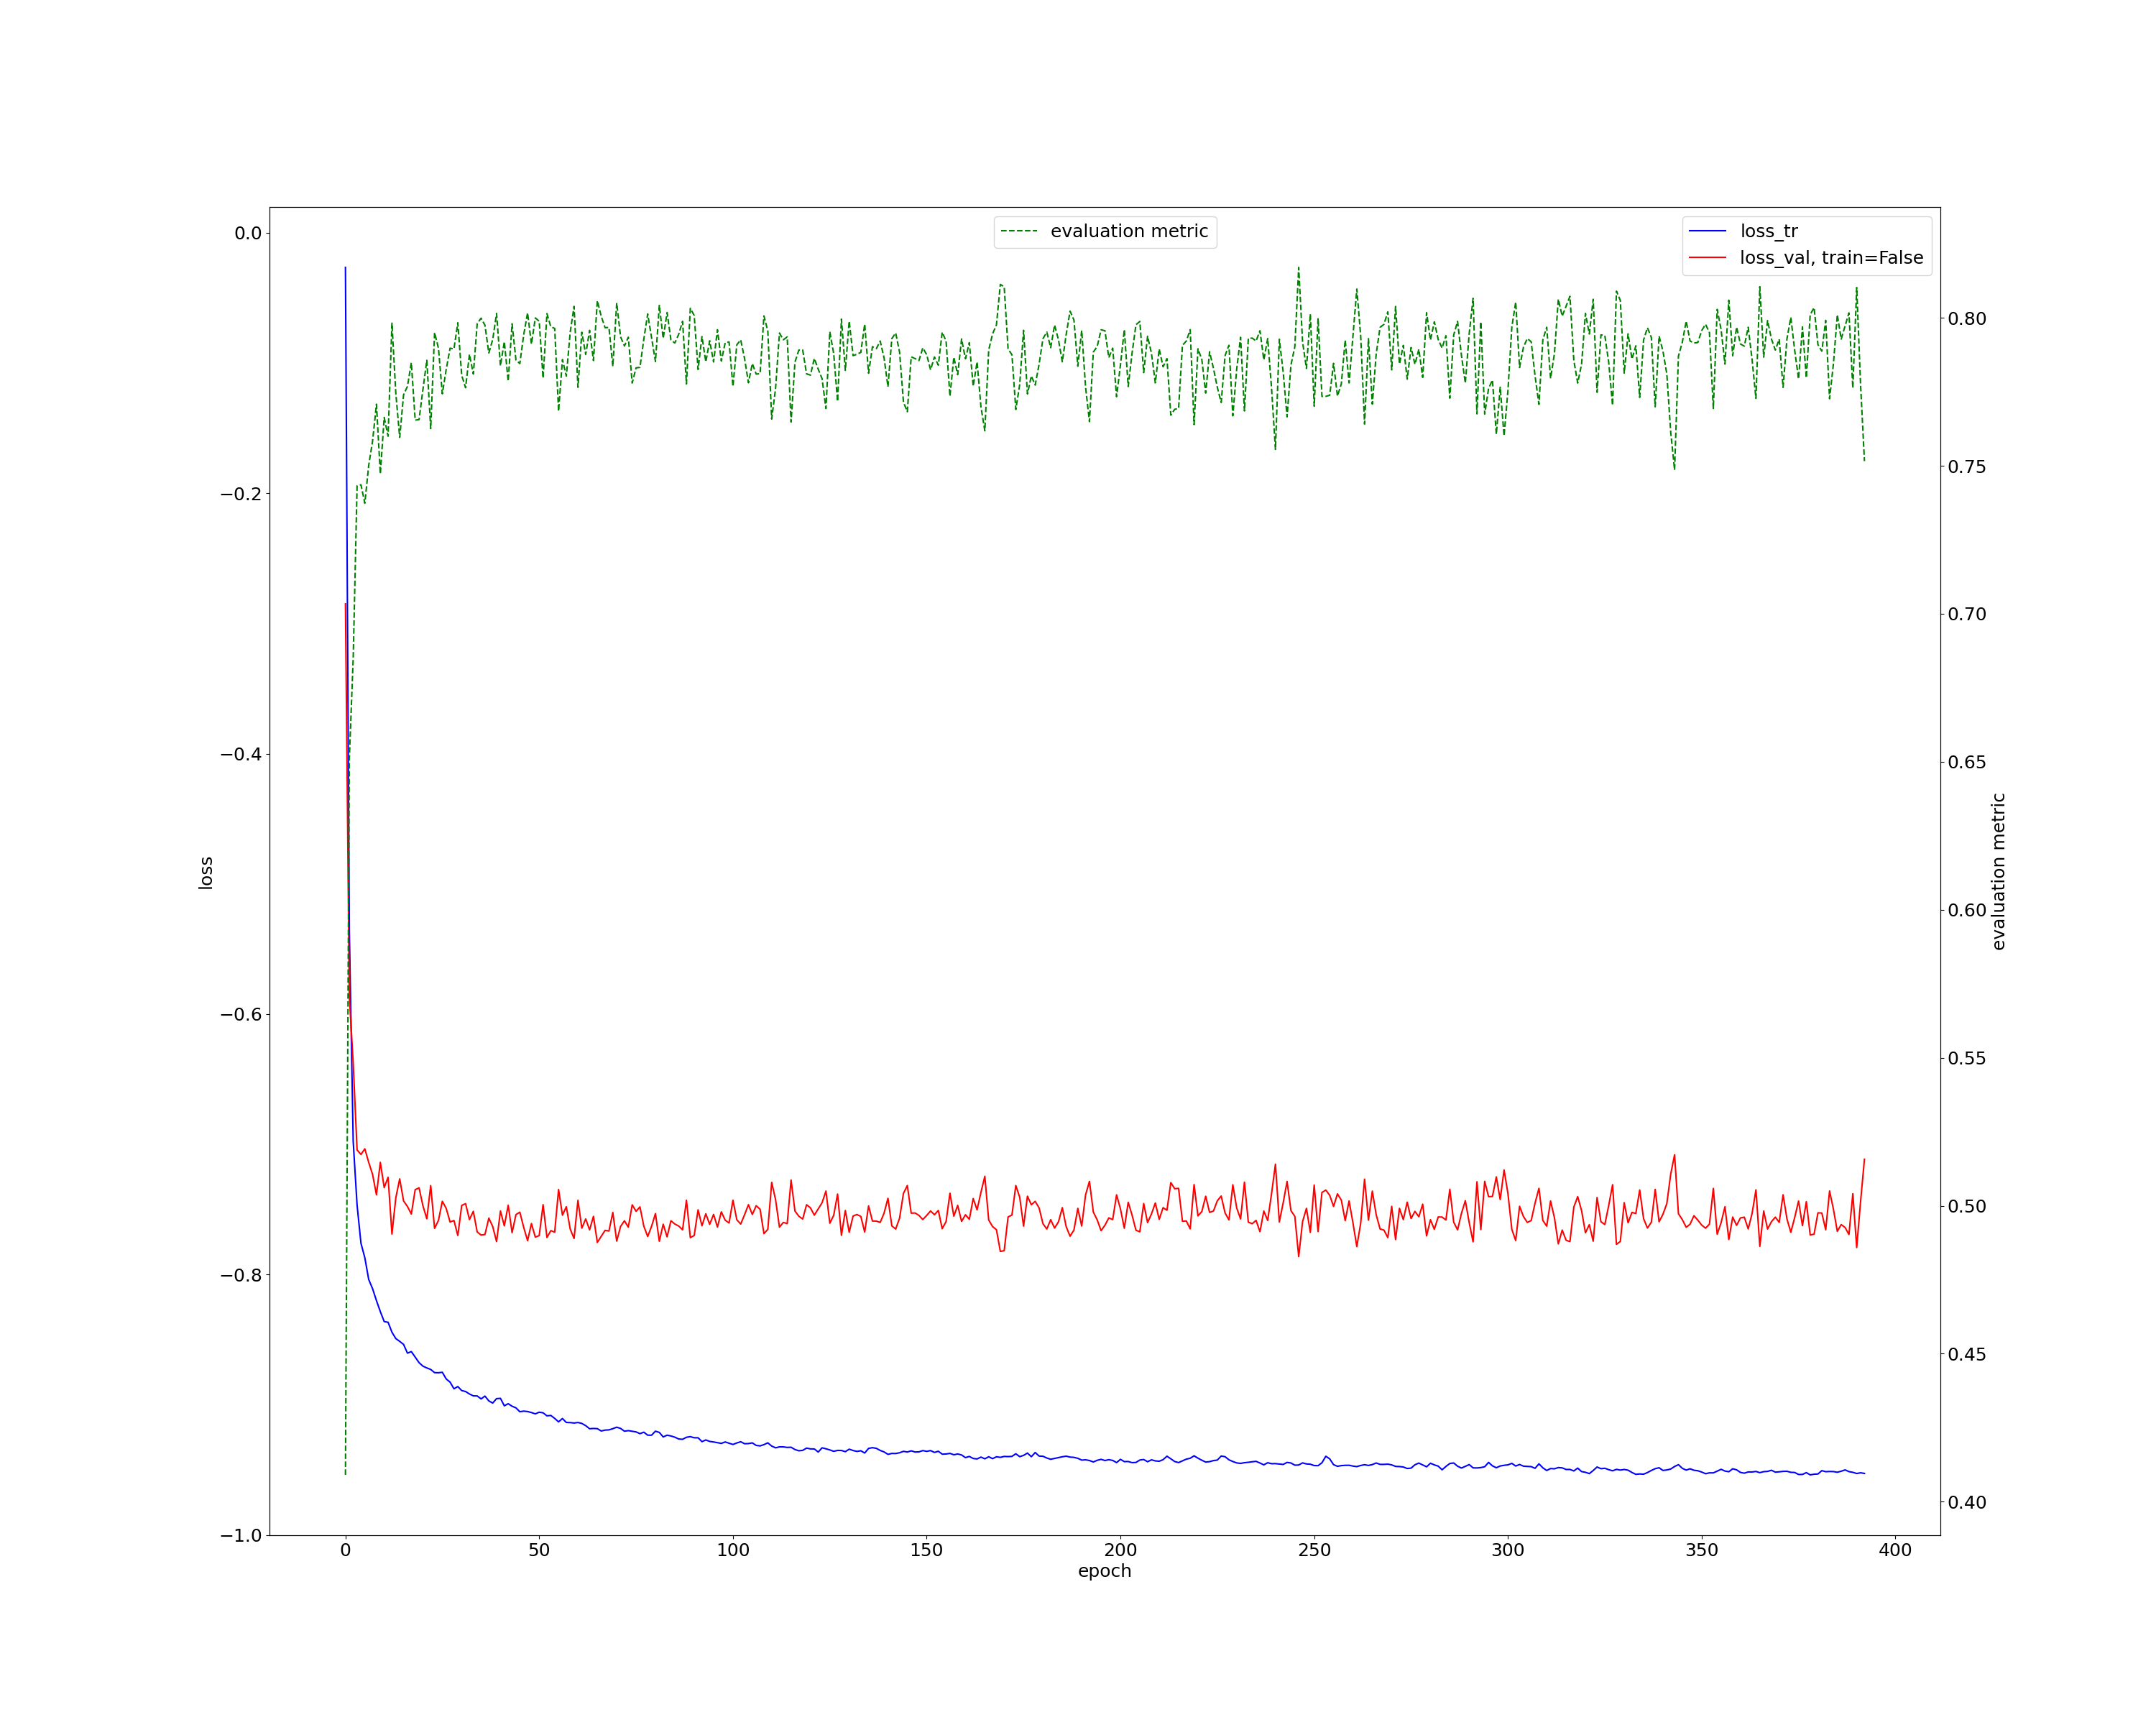 evaluation metric
loss_tr
loss_val, train=False
0.0
−0.2
−0.4
−0.6
−0.8
−1.0
loss
0.80
0.75
0.70
0.65
0.60
0.55
0.50
0.45
0.40
evaluation metric
0 50 100 150 200 250 300 350 400
epoch